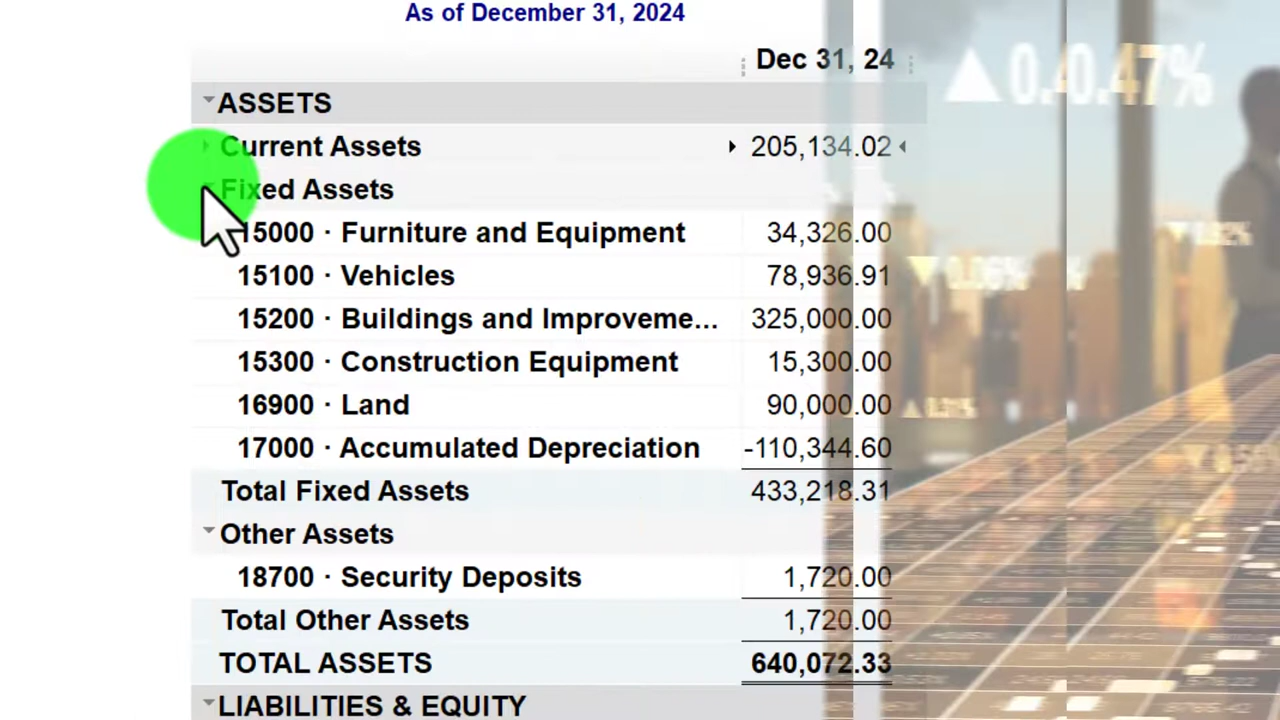 As of December 31, 2024
Dec 31, 24
ASSETS
Current Assets 205,134.02
Fixed Assets
15000 · Furniture and Equipment 34,326.00
15100 · Vehicles 78,936.91
15200 · Buildings and Improveme... 325,000.00
15300 · Construction Equipment 15,300.00
16900 · Land 90,000.00
17000 · Accumulated Depreciation -110,344.60
Total Fixed Assets 433,218.31
Other Assets
18700 · Security Deposits 1,720.00
Total Other Assets 1,720.00
TOTAL ASSETS 640,072.33
LIABILITIES & EQUITY